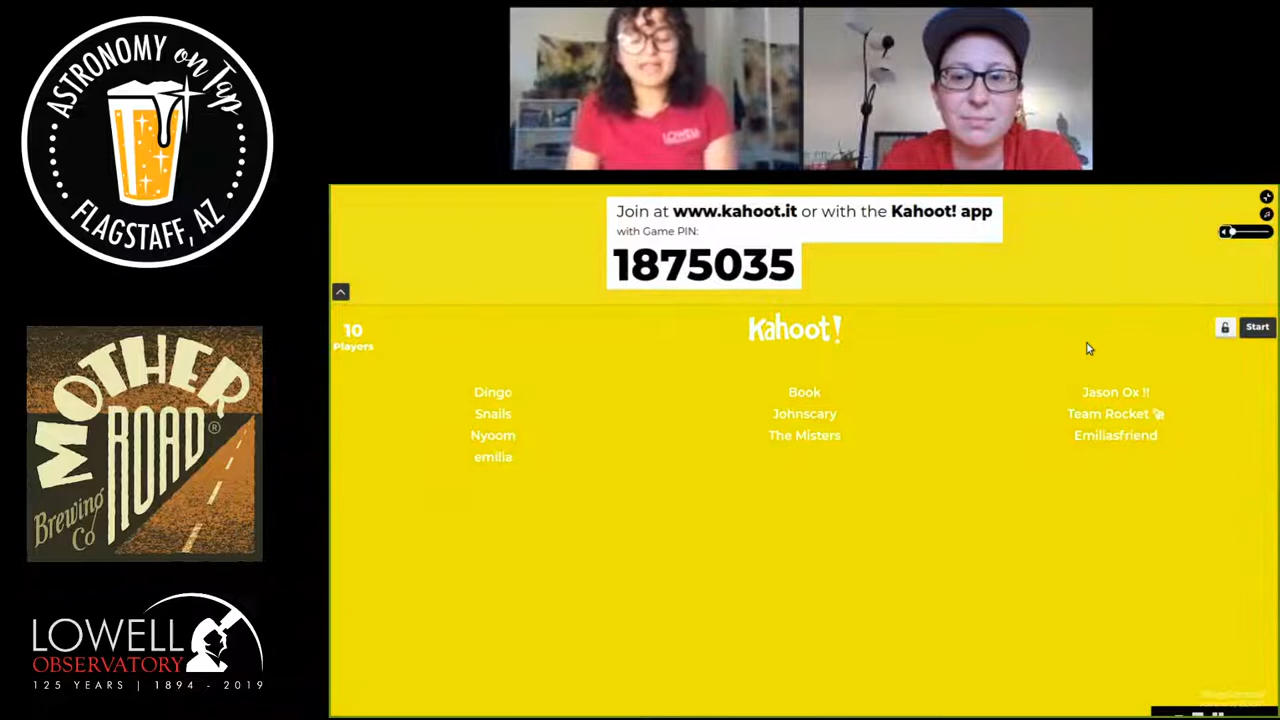 ASTRONOMY on Tap
FLAGSTAFF, AZ
MOTHER
ROAD®
Brewing
Co
LOWELL
OBSERVATORY
125 YEARS | 1894 - 2019
LOWELL
Join at www.kahoot.it or with the Kahoot! app
with Game PIN:
1875035
10
Players
Kahoot!
Start
Dingo
Book
Jason Ox !!
Snails
Johnscary
Team Rocket 🚀
Nyoom
The Misters
Emiliasfriend
emilia